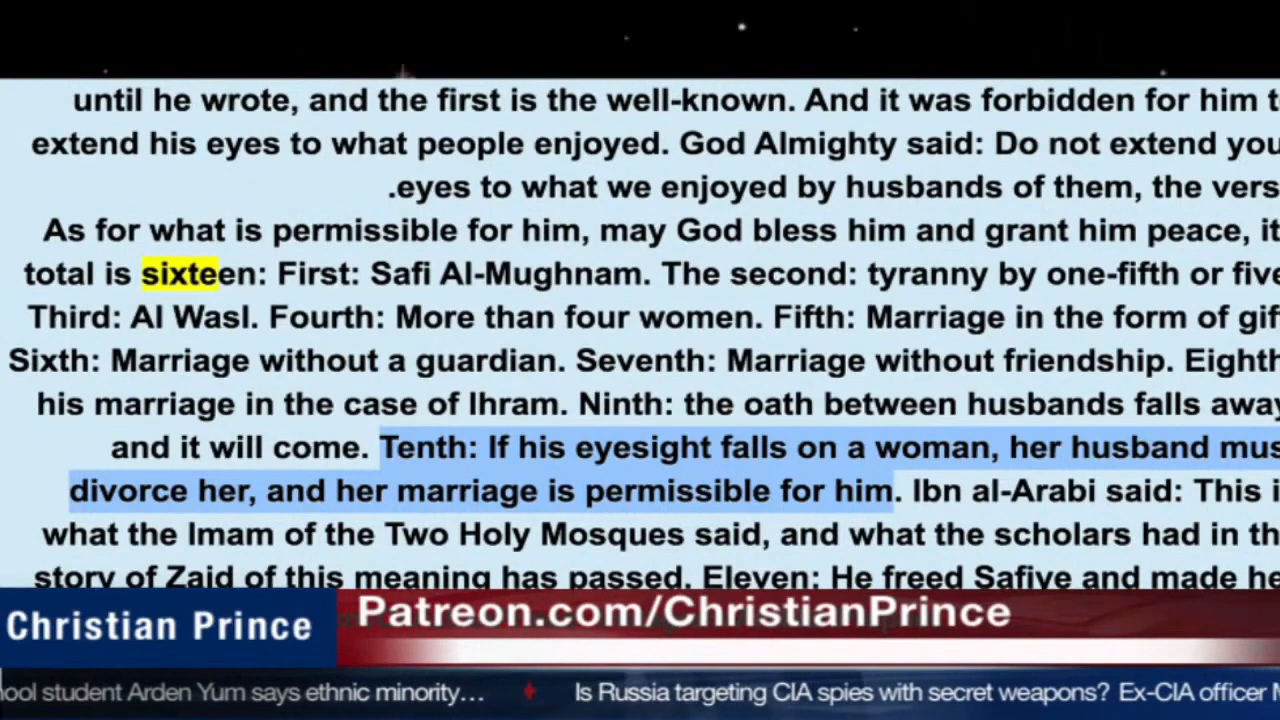 until he wrote, and the first is the well-known. And it was forbidden for him t
extend his eyes to what people enjoyed. God Almighty said: Do not extend you
.eyes to what we enjoyed by husbands of them, the vers
As for what is permissible for him, may God bless him and grant him peace, it
total is sixteen: First: Safi Al-Mughnam. The second: tyranny by one-fifth or five
Third: Al Wasl. Fourth: More than four women. Fifth: Marriage in the form of gif
Sixth: Marriage without a guardian. Seventh: Marriage without friendship. Eighth
his marriage in the case of Ihram. Ninth: the oath between husbands falls away
and it will come. Tenth: If his eyesight falls on a woman, her husband mus
divorce her, and her marriage is permissible for him. Ibn al-Arabi said: This i
what the Imam of the Two Holy Mosques said, and what the scholars had in th
story of Zaid of this meaning has passed. Eleven: He freed Safiye and made he
Christian Prince
Patreon.com/ChristianPrince
ool student Arden Yum says ethnic minority… Is Russia targeting CIA spies with secret weapons? Ex-CIA officer M